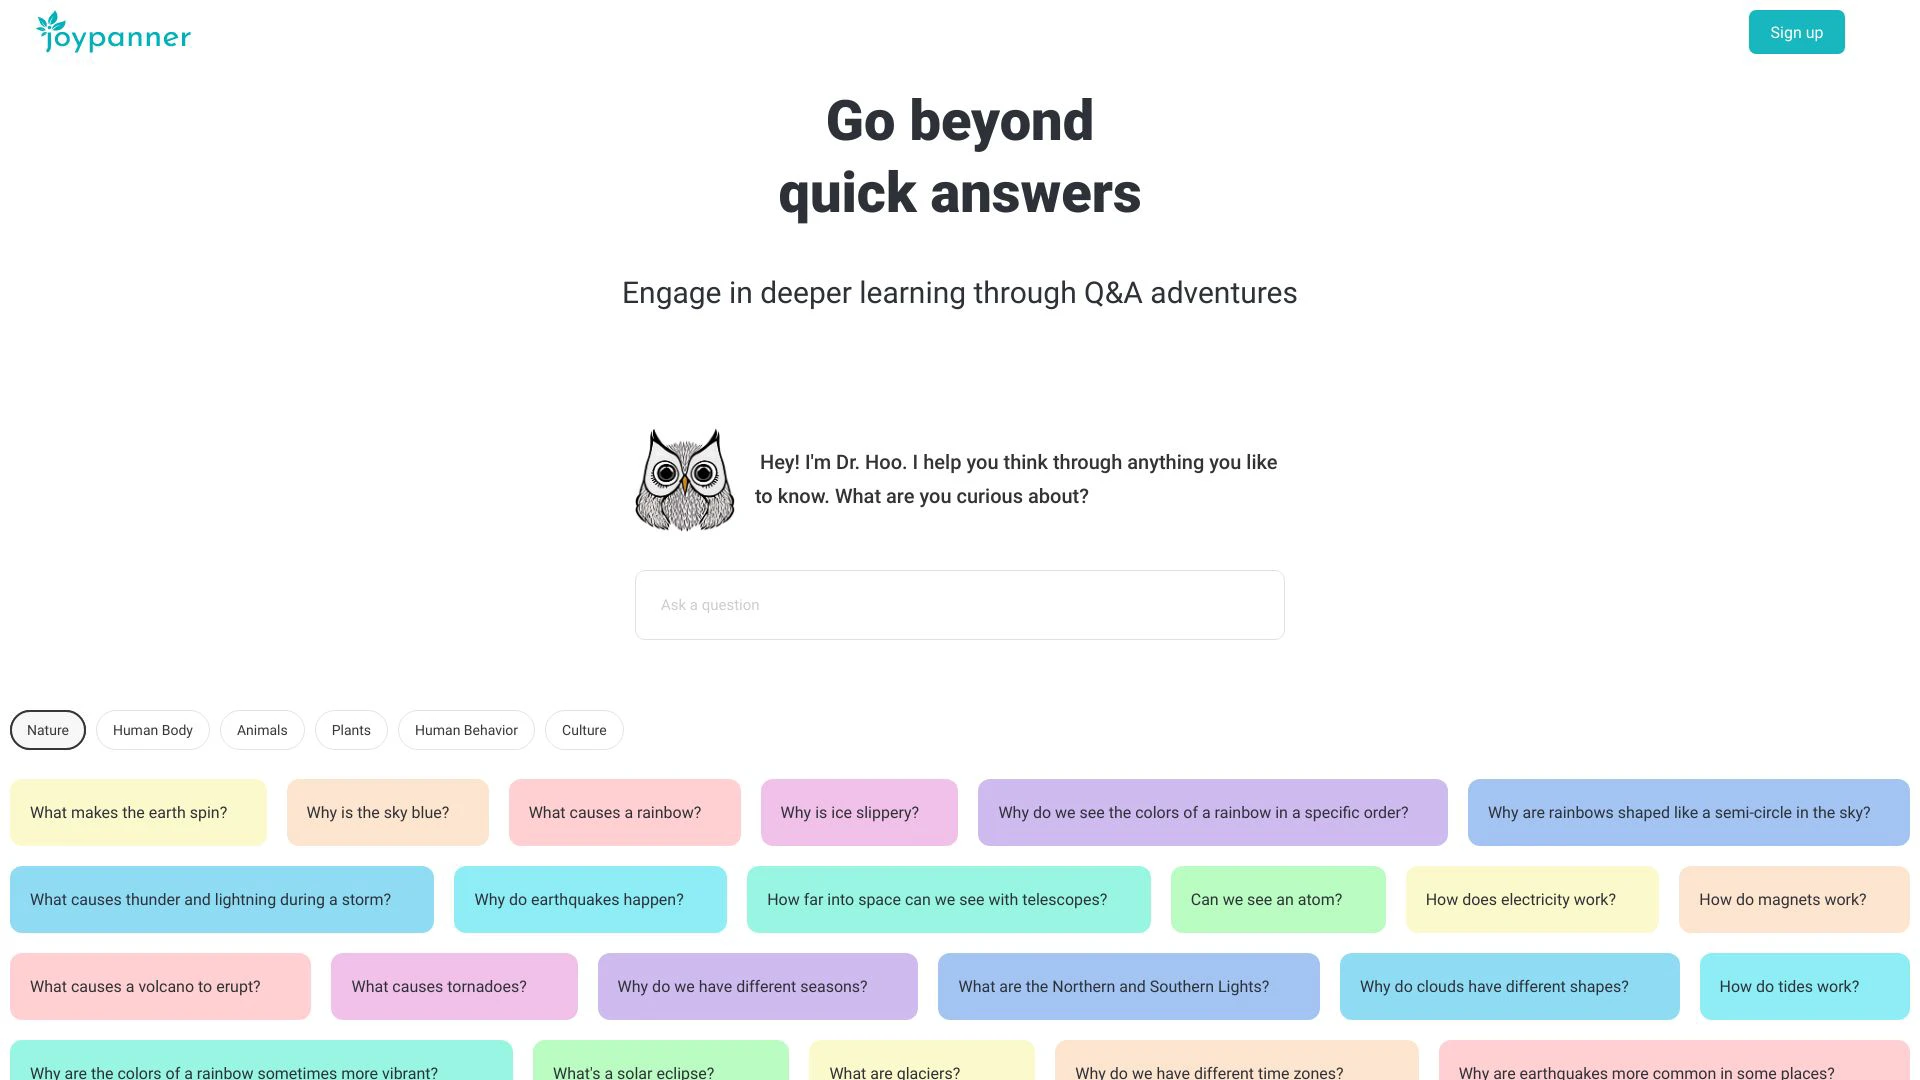 joypanner
Sign up
Go beyond
quick answers
Engage in deeper learning through Q&A adventures
Hey! I'm Dr. Hoo. I help you think through anything you like
to know. What are you curious about?
Ask a question
Nature
Human Body
Animals
Plants
Human Behavior
Culture
What makes the earth spin?
Why is the sky blue?
What causes a rainbow?
Why is ice slippery?
Why do we see the colors of a rainbow in a specific order?
Why are rainbows shaped like a semi-circle in the sky?
What causes thunder and lightning during a storm?
Why do earthquakes happen?
How far into space can we see with telescopes?
Can we see an atom?
How does electricity work?
How do magnets work?
What causes a volcano to erupt?
What causes tornadoes?
Why do we have different seasons?
What are the Northern and Southern Lights?
Why do clouds have different shapes?
How do tides work?
Why are the colors of a rainbow sometimes more vibrant?
What's a solar eclipse?
What are glaciers?
Why do we have different time zones?
Why are earthquakes more common in some places?